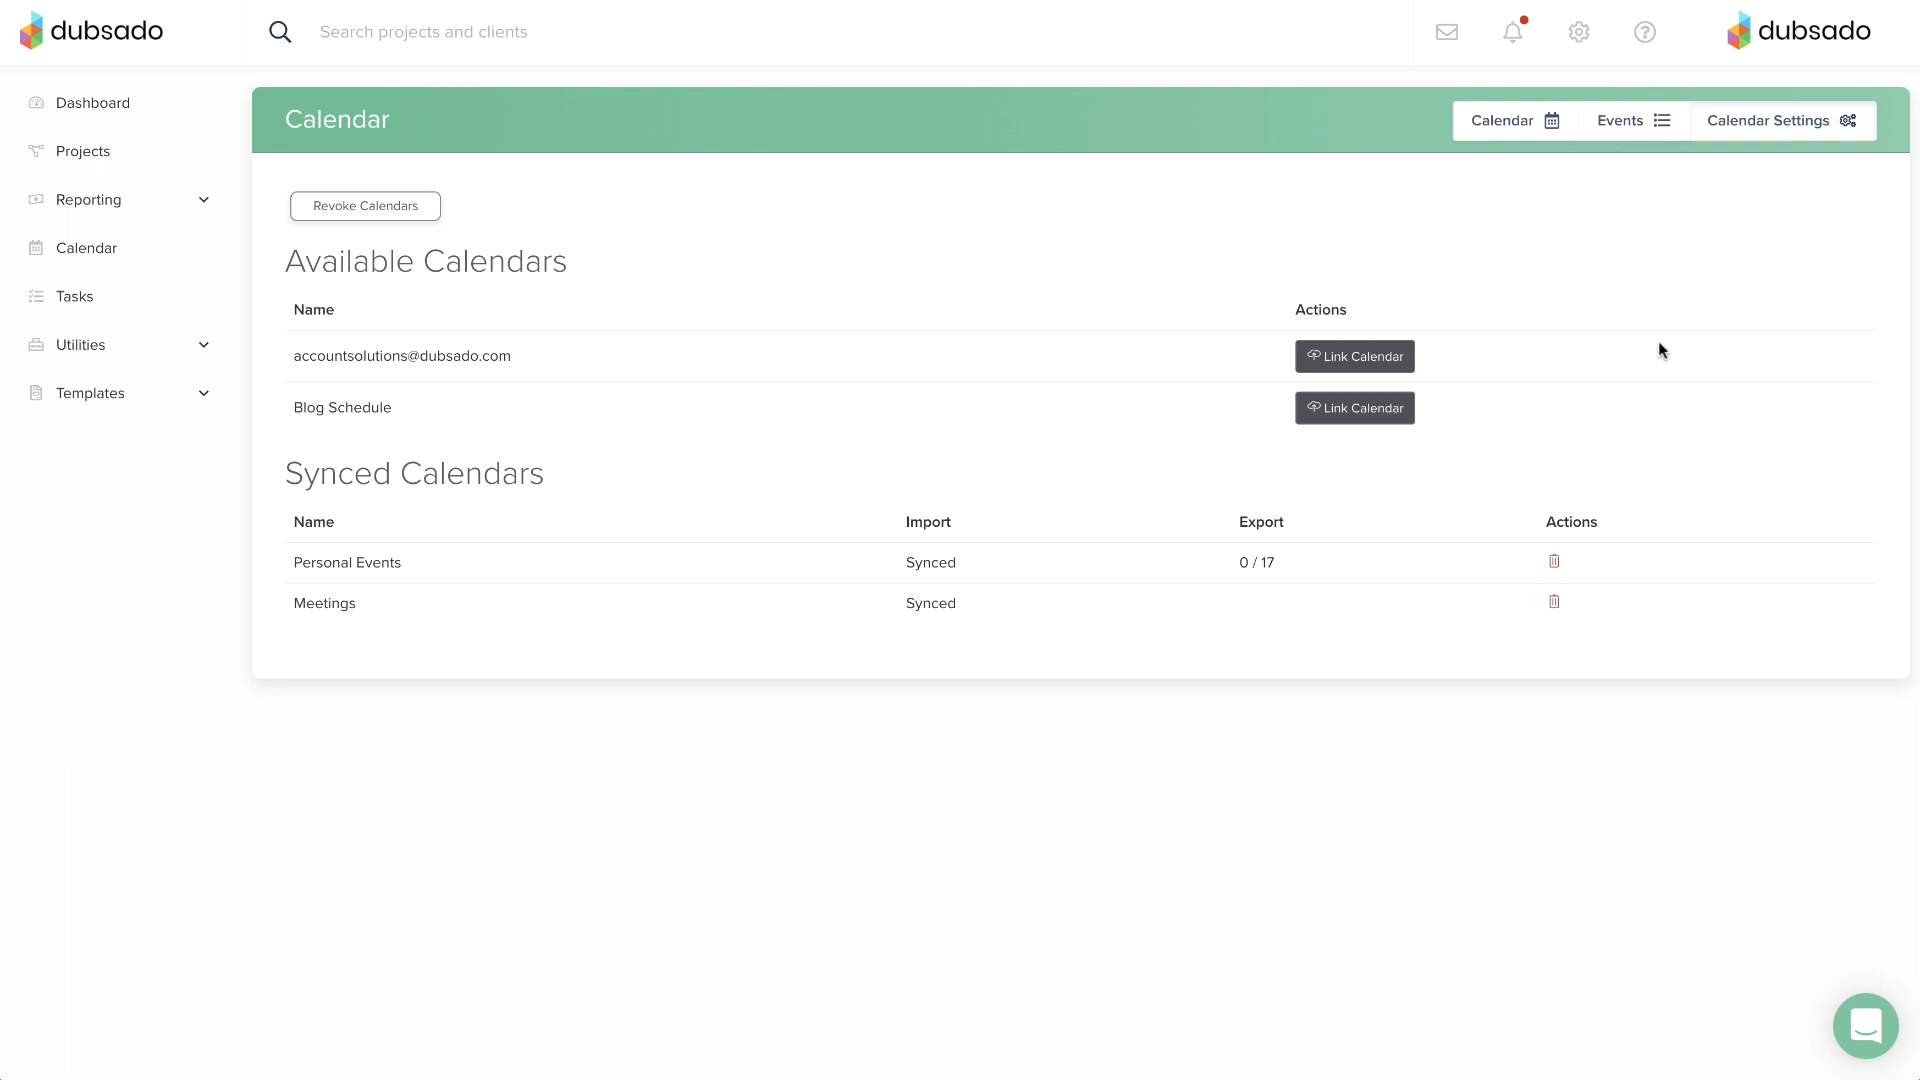 dubsado
Search projects and clients
dubsado
Dashboard
Projects
Reporting
Calendar
Tasks
Utilities
Templates
Calendar
Calendar
Events
Calendar Settings
Revoke Calendars
Available Calendars
Name Actions
accountsolutions@dubsado.com Link Calendar
Blog Schedule Link Calendar
Synced Calendars
Name Import Export Actions
Personal Events Synced 0 / 17
Meetings Synced